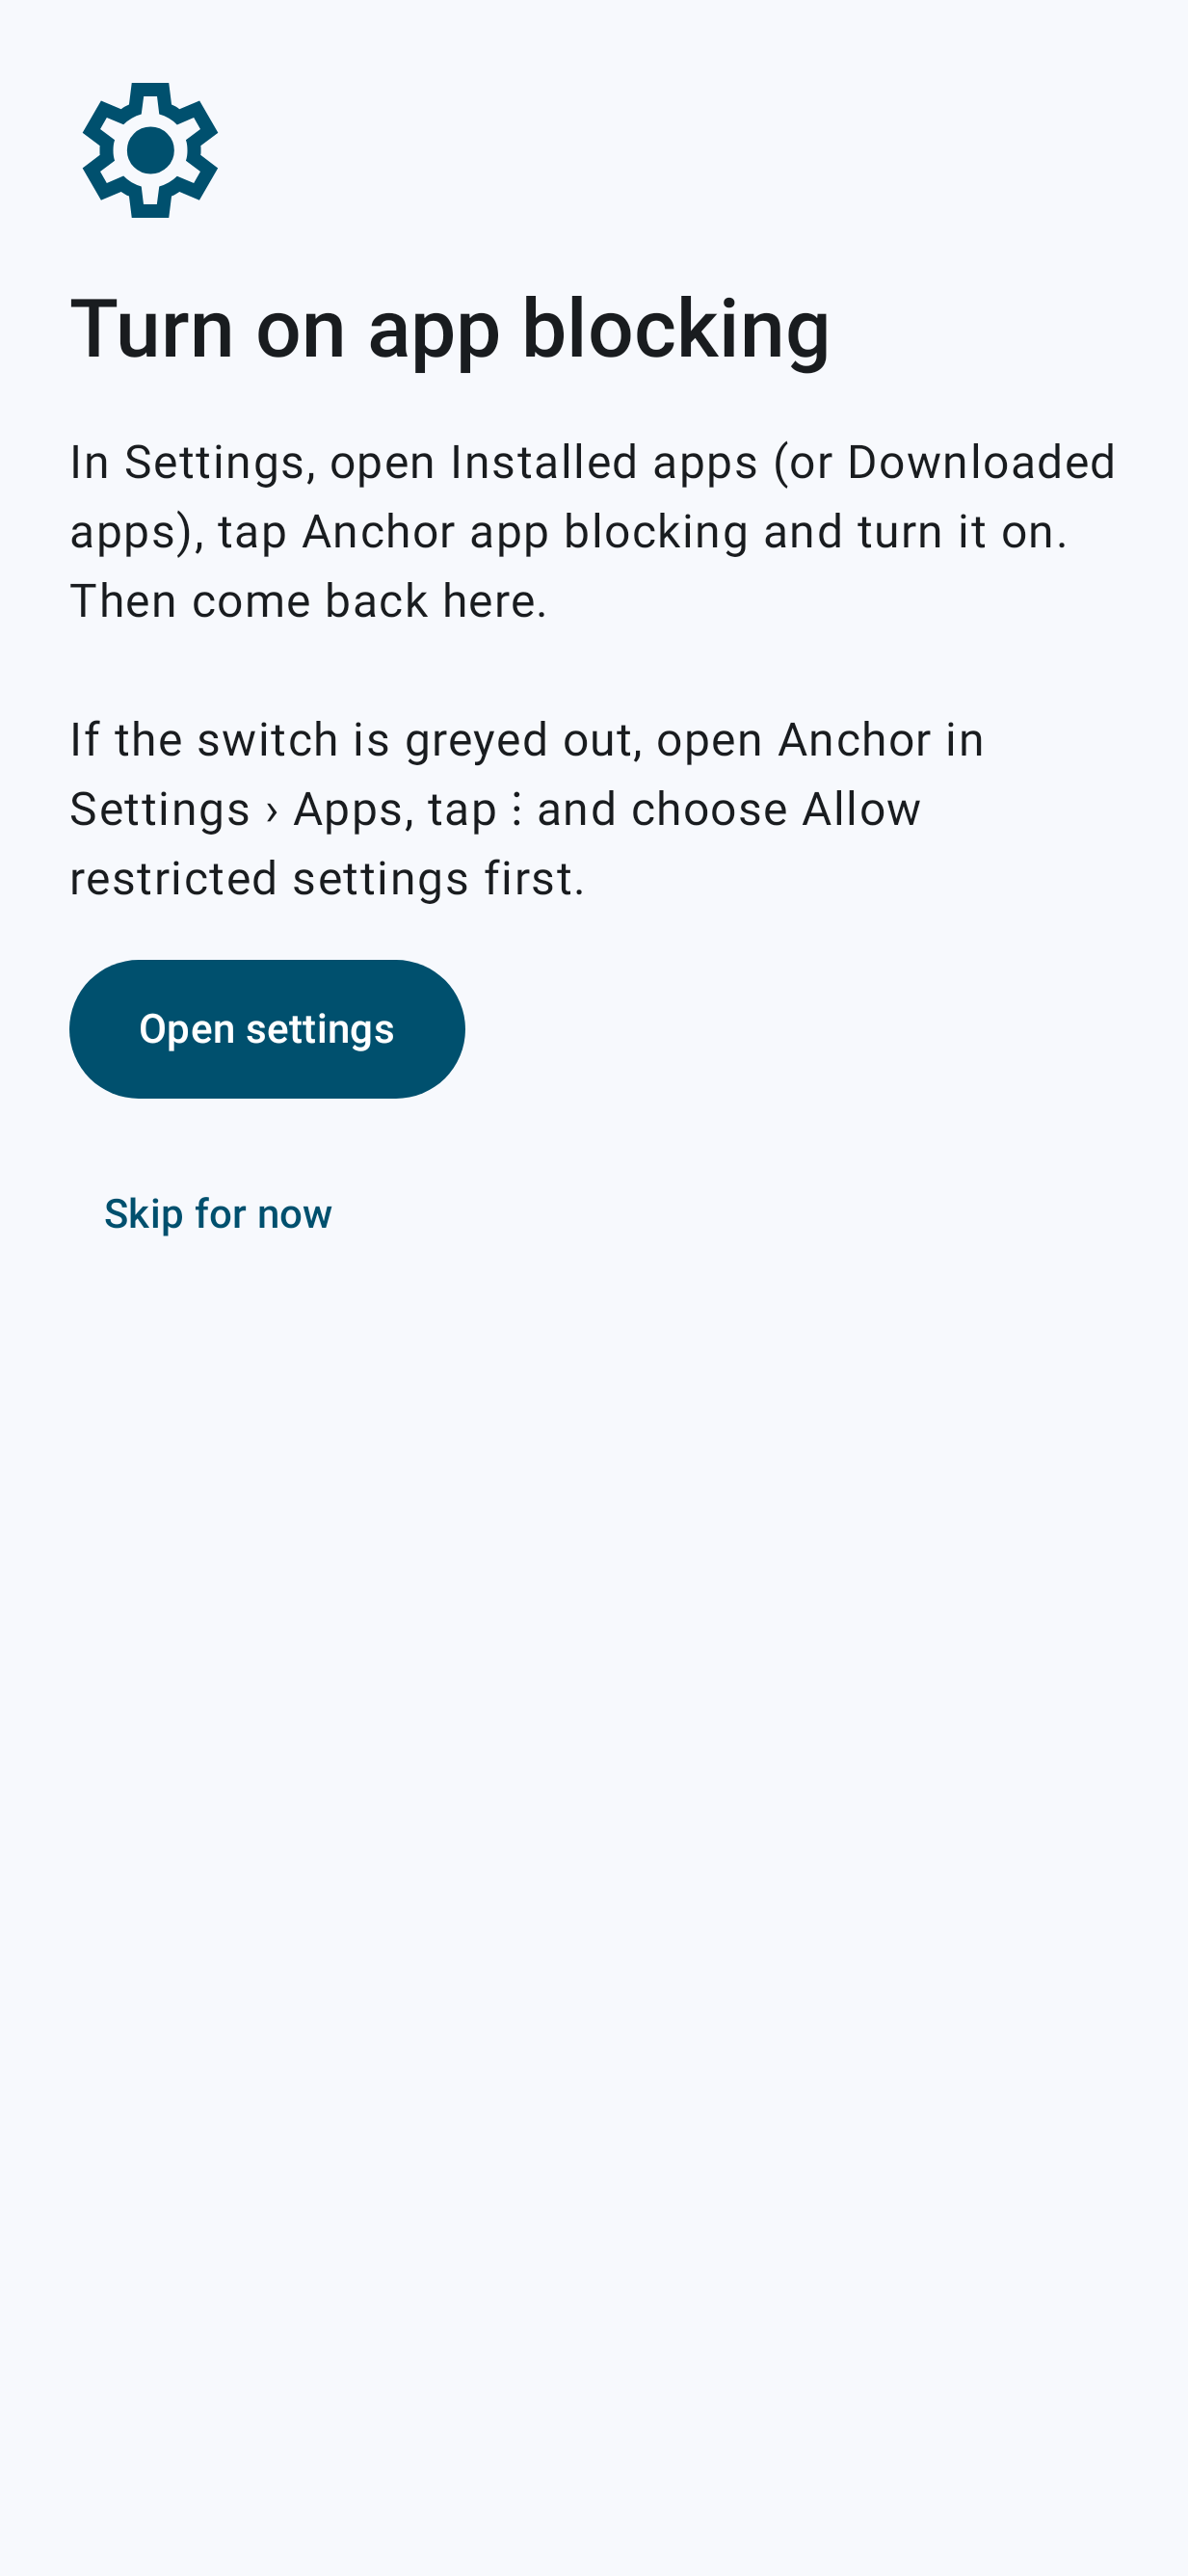 Turn on app blocking
In Settings, open Installed apps (or Downloaded
apps), tap Anchor app blocking and turn it on.
Then come back here.
If the switch is greyed out, open Anchor in
Settings › Apps, tap ⋮ and choose Allow
restricted settings first.
Open settings
Skip for now